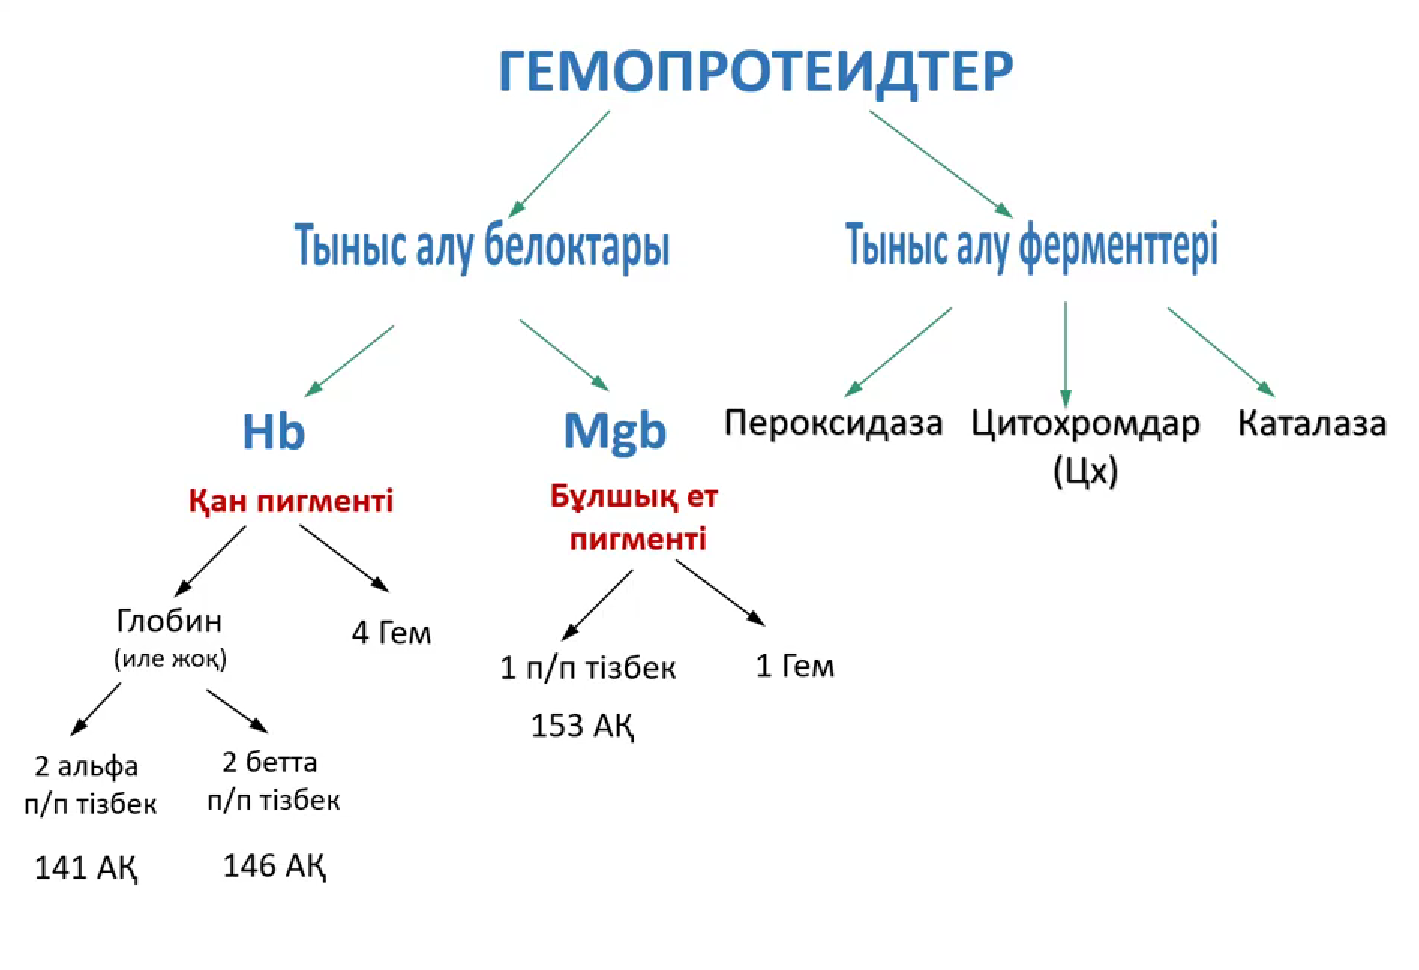 ГЕМОПРОТЕИДТЕР
Тыныс алу белоктары
Тыныс алу ферменттері
Hb
Mgb
Пероксидаза
Цитохромдар
(Цх)
Каталаза
Қан пигменті
Бұлшық ет
пигменті
Глобин
(иле жоқ)
4 Гем
1 п/п тізбек
1 Гем
153 АҚ
2 альфа
п/п тізбек
2 бетта
п/п тізбек
141 АҚ
146 АҚ